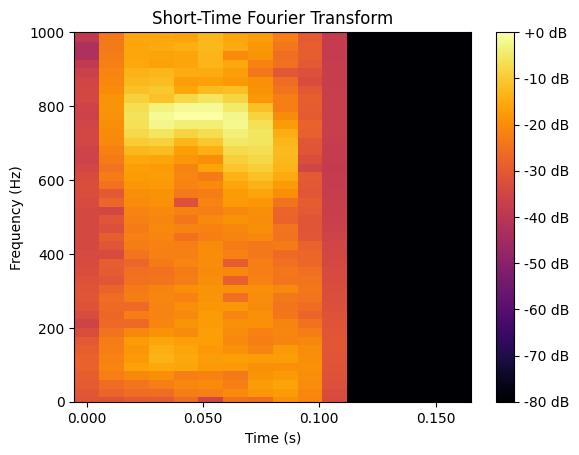 Short-Time Fourier Transform
1000
800
600
400
200
0
Frequency (Hz)
0.000
0.050
0.100
0.150
Time (s)
+0 dB
-10 dB
-20 dB
-30 dB
-40 dB
-50 dB
-60 dB
-70 dB
-80 dB